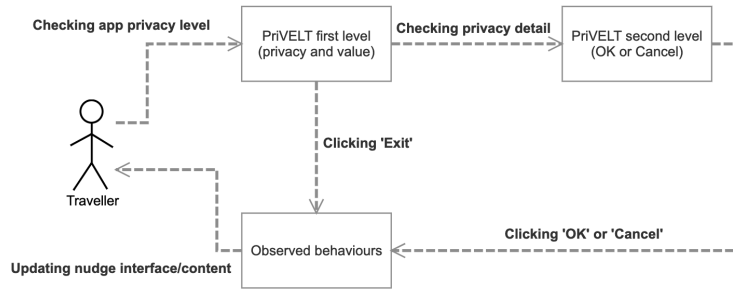 Checking app privacy level
PriVELT first level
(privacy and value)
Checking privacy detail
PriVELT second level
(OK or Cancel)
Clicking 'Exit'
Traveller
Observed behaviours
Clicking 'OK' or 'Cancel'
Updating nudge interface/content